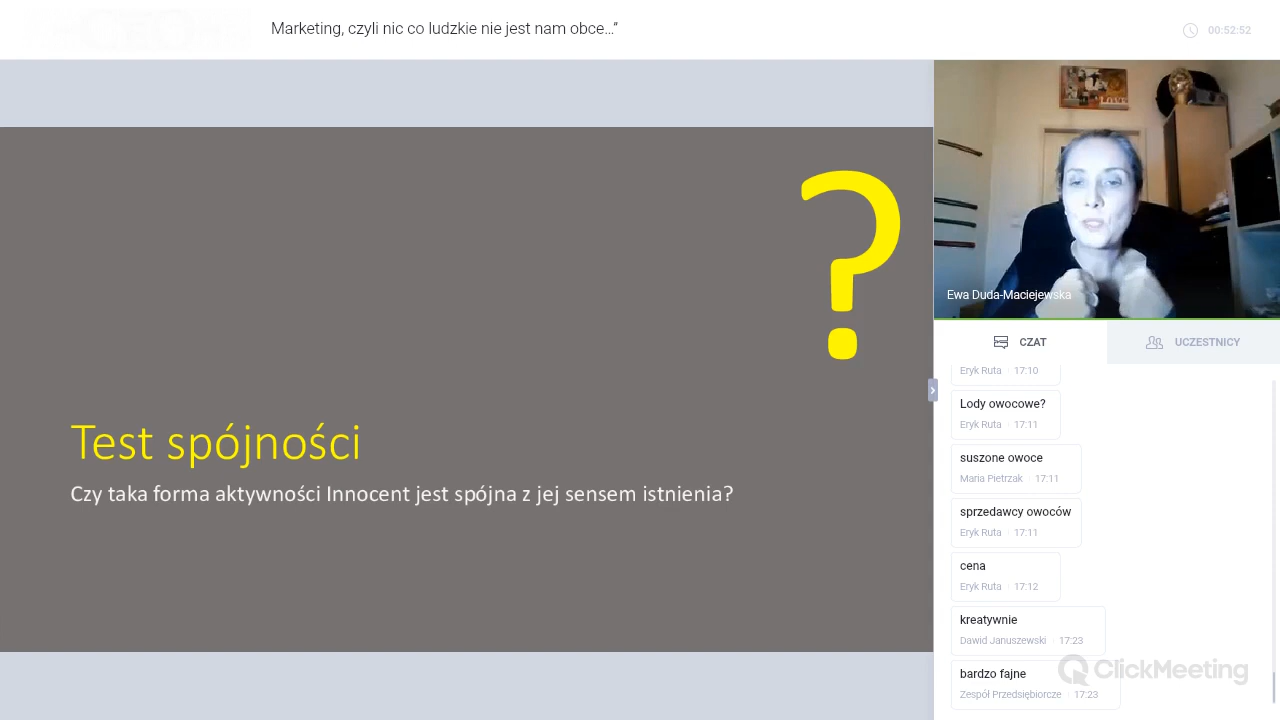 Marketing, czyli nic co ludzkie nie jest nam obce...”
00:52:52
?
Test spójności
Czy taka forma aktywności Innocent jest spójna z jej sensem istnienia?
LOVE
Ewa Duda-Maciejewska
CZAT
UCZESTNICY
Eryk Ruta 17:10
Lody owocowe?
Eryk Ruta 17:11
suszone owoce
Maria Pietrzak 17:11
sprzedawcy owoców
Eryk Ruta 17:11
cena
Eryk Ruta 17:12
kreatywnie
Dawid Januszewski 17:23
bardzo fajne
Zespół Przedsiębiorcze 17:23
ClickMeeting